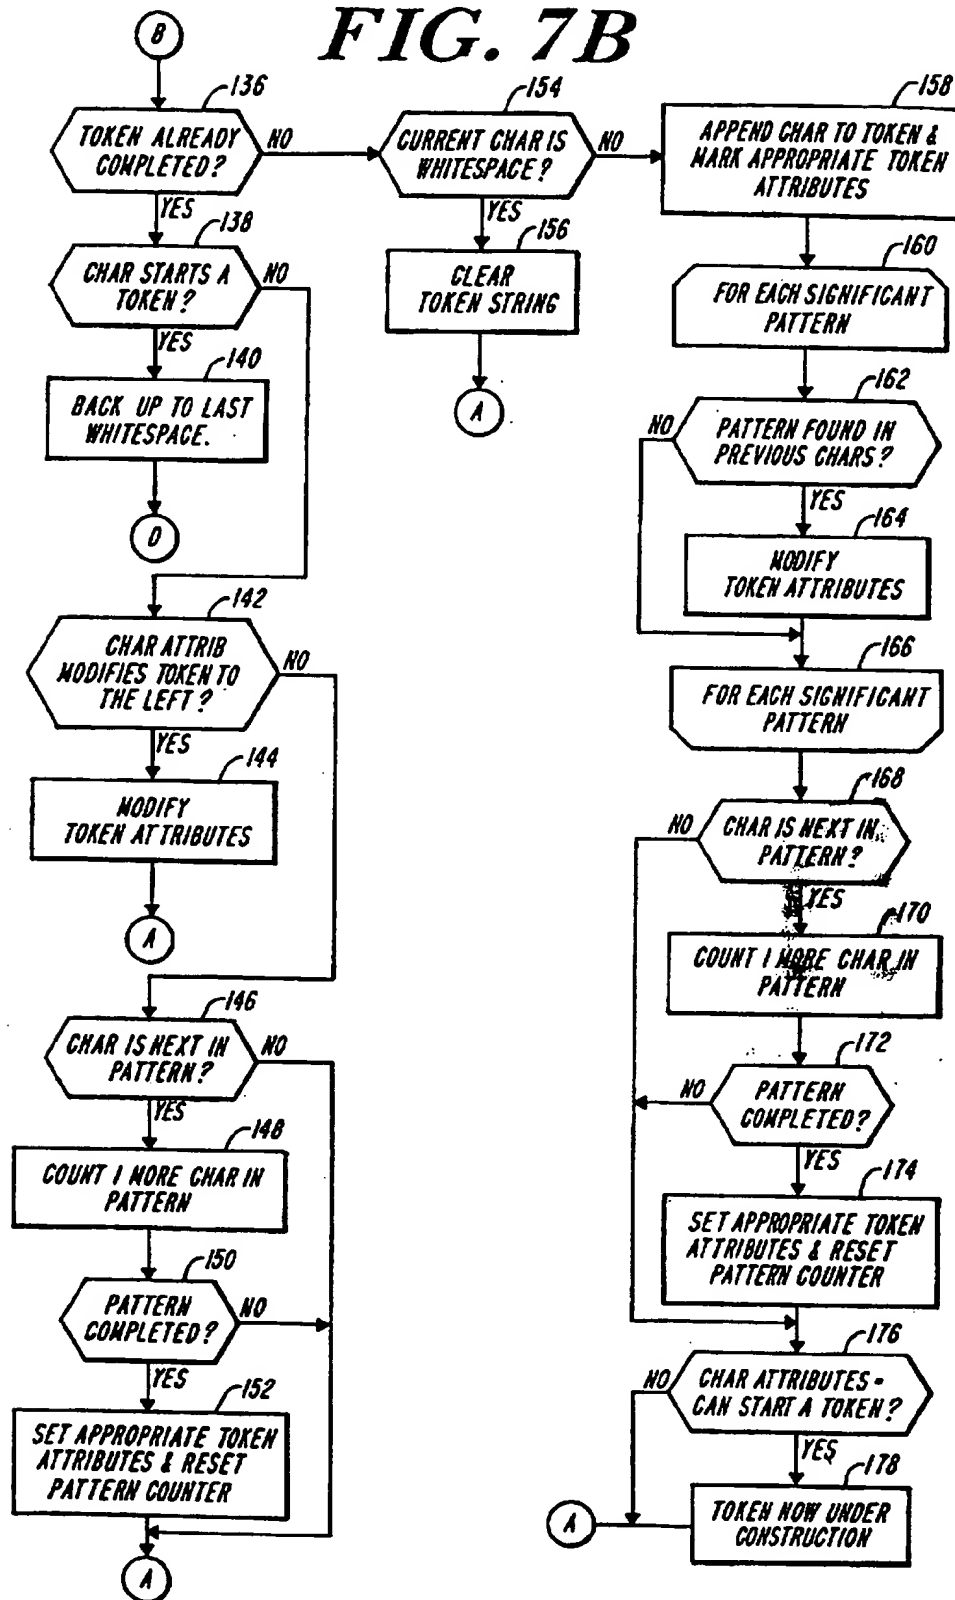 FIG. 7B
B
136
TOKEN ALREADY
COMPLETED?
NO
YES
138
CHAR STARTS A
TOKEN?
NO
YES
140
BACK UP TO LAST
WHITESPACE.
D
142
CHAR ATTRIB
MODIFIES TOKEN TO
THE LEFT?
NO
YES
144
MODIFY
TOKEN ATTRIBUTES
A
146
CHAR IS NEXT IN
PATTERN?
NO
YES
148
COUNT 1 MORE CHAR IN
PATTERN
150
PATTERN
COMPLETED?
NO
YES
152
SET APPROPRIATE TOKEN
ATTRIBUTES & RESET
PATTERN COUNTER
A
154
CURRENT CHAR IS
WHITESPACE?
NO
YES
156
CLEAR
TOKEN STRING
A
158
APPEND CHAR TO TOKEN &
MARK APPROPRIATE TOKEN
ATTRIBUTES
160
FOR EACH SIGNIFICANT
PATTERN
162
NO
PATTERN FOUND IN
PREVIOUS CHARS?
YES
164
MODIFY
TOKEN ATTRIBUTES
166
FOR EACH SIGNIFICANT
PATTERN
168
NO
CHAR IS NEXT IN
PATTERN?
YES
170
COUNT 1 MORE CHAR IN
PATTERN
172
NO
PATTERN
COMPLETED?
YES
174
SET APPROPRIATE TOKEN
ATTRIBUTES & RESET
PATTERN COUNTER
176
NO
CHAR ATTRIBUTES =
CAN START A TOKEN?
YES
178
A
TOKEN NOW UNDER
CONSTRUCTION